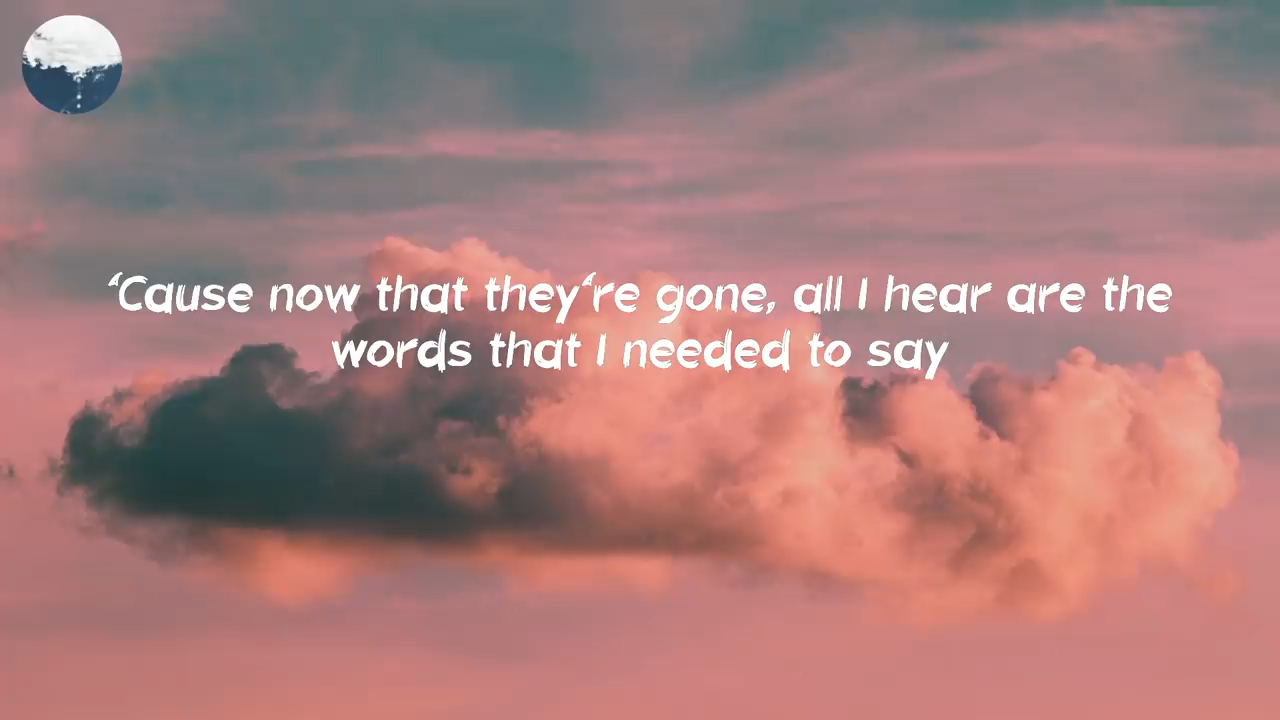 ‘Cause now that they‘re gone, all I hear are the
words that I needed to say